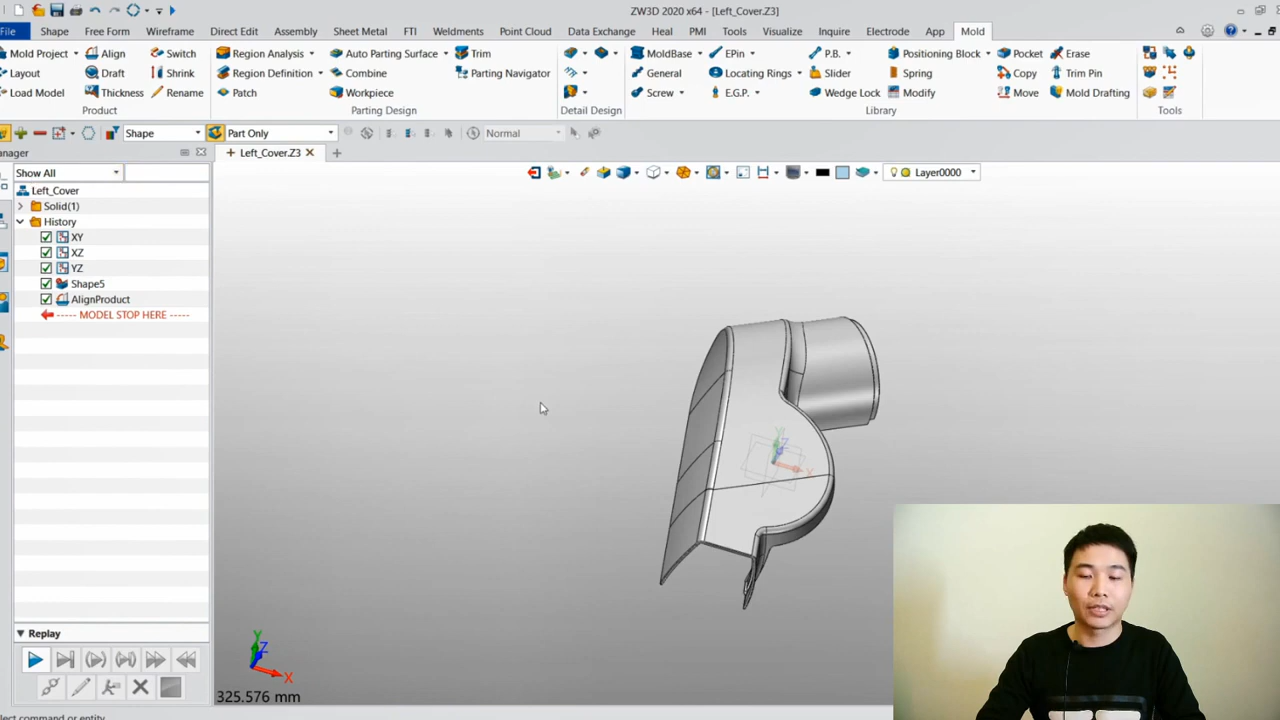 ZW3D 2020 x64 - [Left_Cover.Z3]
File Shape Free Form Wireframe Direct Edit Assembly Sheet Metal FTI Weldments Point Cloud Data Exchange Heal PMI Tools Visualize Inquire Electrode App Mold
Mold Project Align Switch Region Analysis Auto Parting Surface Trim MoldBase EPin P.B. Positioning Block Pocket Erase
Layout Draft Shrink Region Definition Combine Parting Navigator General Locating Rings Slider Spring Copy Trim Pin
Load Model Thickness Rename Patch Workpiece Screw E.G.P. Wedge Lock Modify Move Mold Drafting
Product Parting Design Detail Design Library Tools
Shape Part Only Normal
Left_Cover.Z3
Show All Layer0000
Left_Cover
Solid(1)
History
XY
XZ
YZ
Shape5
AlignProduct
----- MODEL STOP HERE -----
Replay
Y
Z
X
325.576 mm